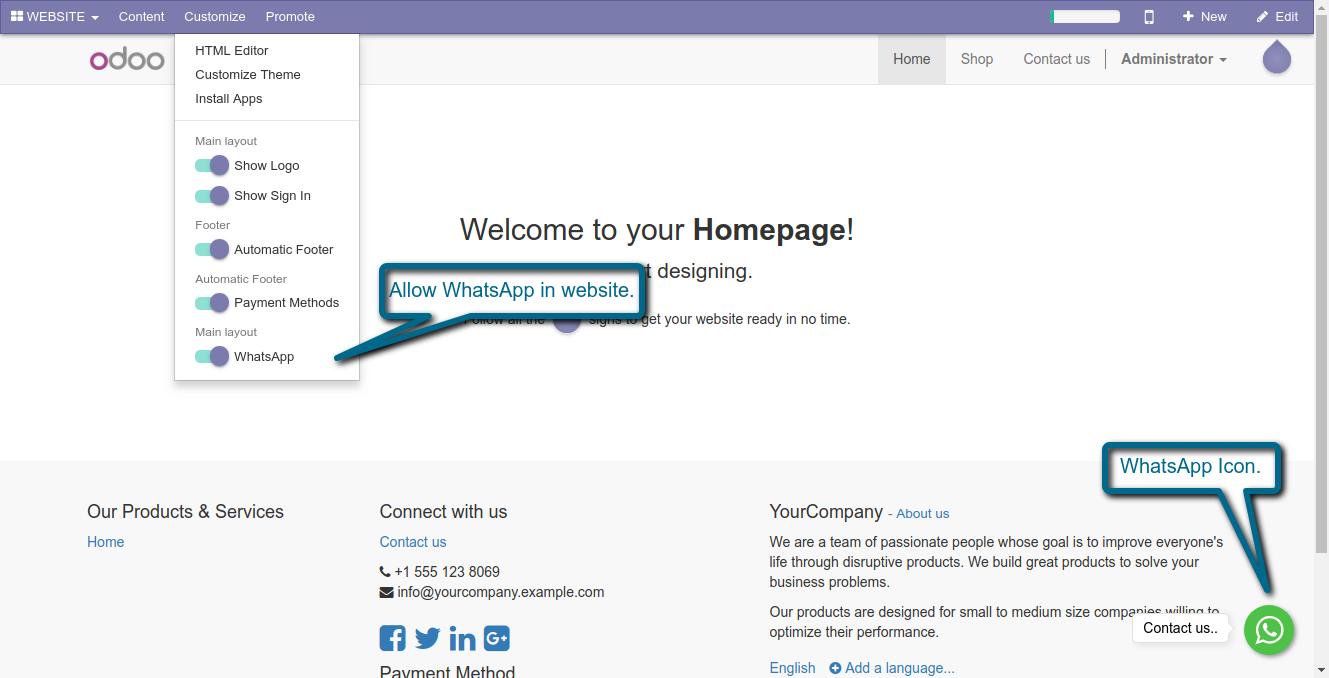 WEBSITE Content Customize Promote New Edit
odoo Home Shop Contact us Administrator
HTML Editor
Customize Theme
Install Apps
Main layout
Show Logo
Show Sign In
Footer
Automatic Footer
Automatic Footer
Payment Methods
Main layout
WhatsApp
Welcome to your Homepage!
t designing.
Allow WhatsApp in website.
Follow all the signs to get your website ready in no time.
WhatsApp Icon.
Our Products & Services
Home
Connect with us
Contact us
+1 555 123 8069
info@yourcompany.example.com
Payment Method
YourCompany - About us
We are a team of passionate people whose goal is to improve everyone's
life through disruptive products. We build great products to solve your
business problems.
Our products are designed for small to medium size companies willing to
optimize their performance.
Contact us..
English Add a language...